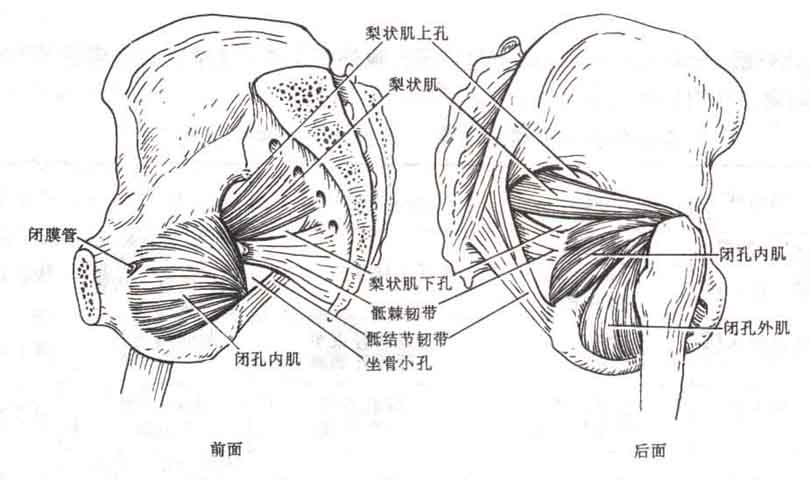 梨状肌上孔
梨状肌
闭膜管
梨状肌下孔
骶棘韧带
骶结节韧带
坐骨小孔
闭孔内肌
闭孔内肌
闭孔外肌
前面
后面